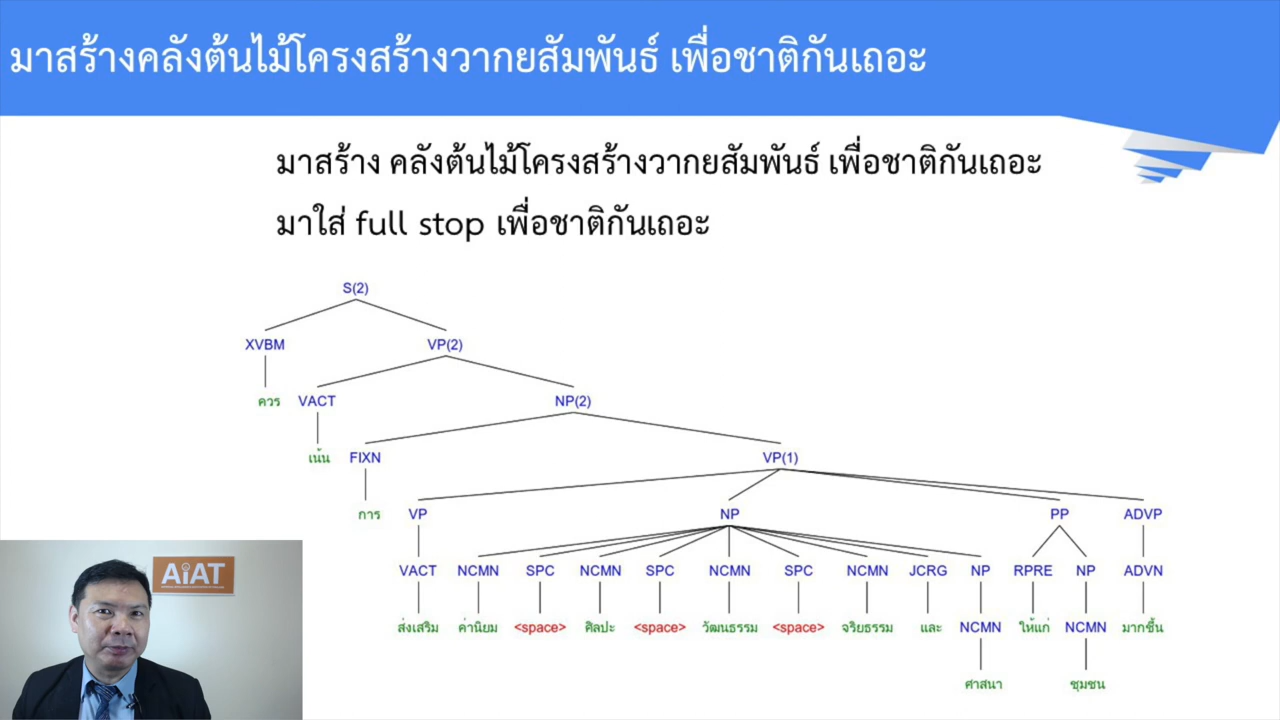 มาสร้างคลังต้นไม้โครงสร้างวากยสัมพันธ์ เพื่อชาติกันเถอะ
มาสร้าง คลังต้นไม้โครงสร้างวากยสัมพันธ์ เพื่อชาติกันเถอะ
มาใส่ full stop เพื่อชาติกันเถอะ
S(2)
XVBM VP(2)
ควร VACT NP(2)
เน้น FIXN VP(1)
การ VP NP PP ADVP
VACT NCMN SPC NCMN SPC NCMN SPC NCMN JCRG NP RPRE NP ADVN
ส่งเสริม ค่านิยม <space> ศิลปะ <space> วัฒนธรรม <space> จริยธรรม และ NCMN ให้แก่ NCMN มากขึ้น
ศาสนา ชุมชน
AiAT